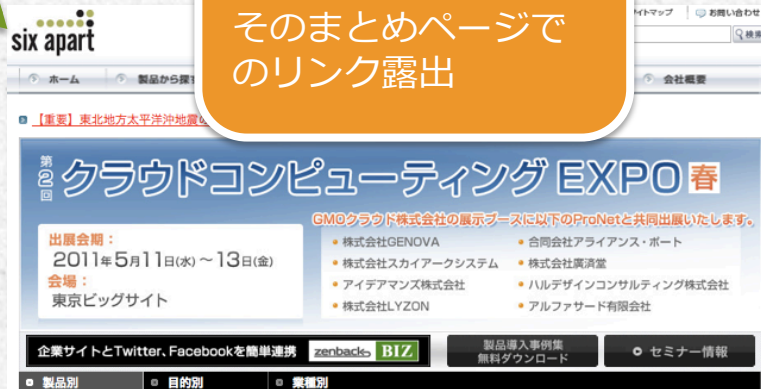 そのまとめページで
のリンク露出
サイトマップ
お問い合わせ
six apart
検索
ホーム
製品から探す
会社概要
【重要】東北地方太平洋沖地震の
第2回 クラウドコンピューティング EXPO 春
GMOクラウド株式会社の展示ブースに以下のProNetと共同出展いたします。
出展会期：
2011年5月11日(水)～13日(金)
会場：
東京ビッグサイト
株式会社GENOVA
合同会社アライアンス・ポート
株式会社スカイアークシステム
株式会社廣済堂
アイデアマンズ株式会社
ハルデザインコンサルティング株式会社
株式会社LYZON
アルファサード有限会社
企業サイトとTwitter、Facebookを簡単連携 zenback BIZ
製品導入事例集
無料ダウンロード
セミナー情報
製品別
目的別
業種別